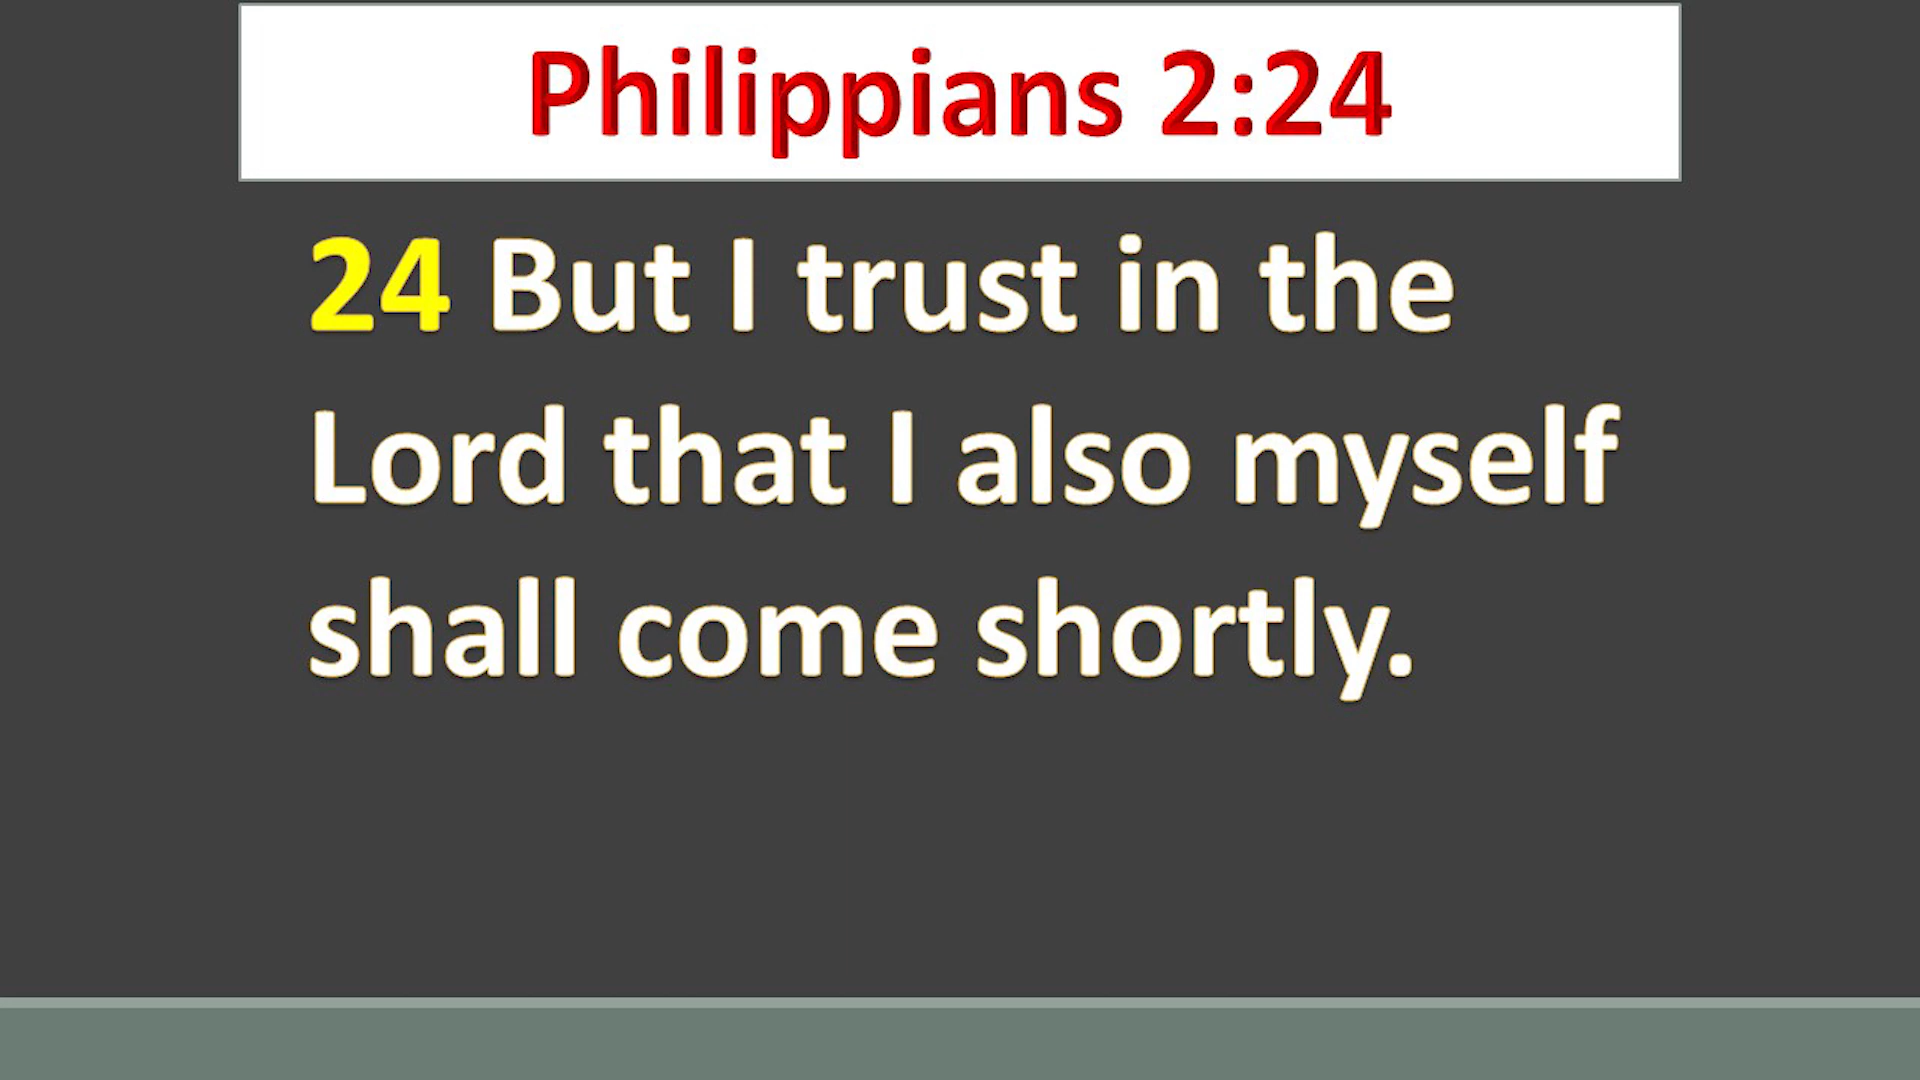 Philippians 2:24
24 But I trust in the
Lord that I also myself
shall come shortly.